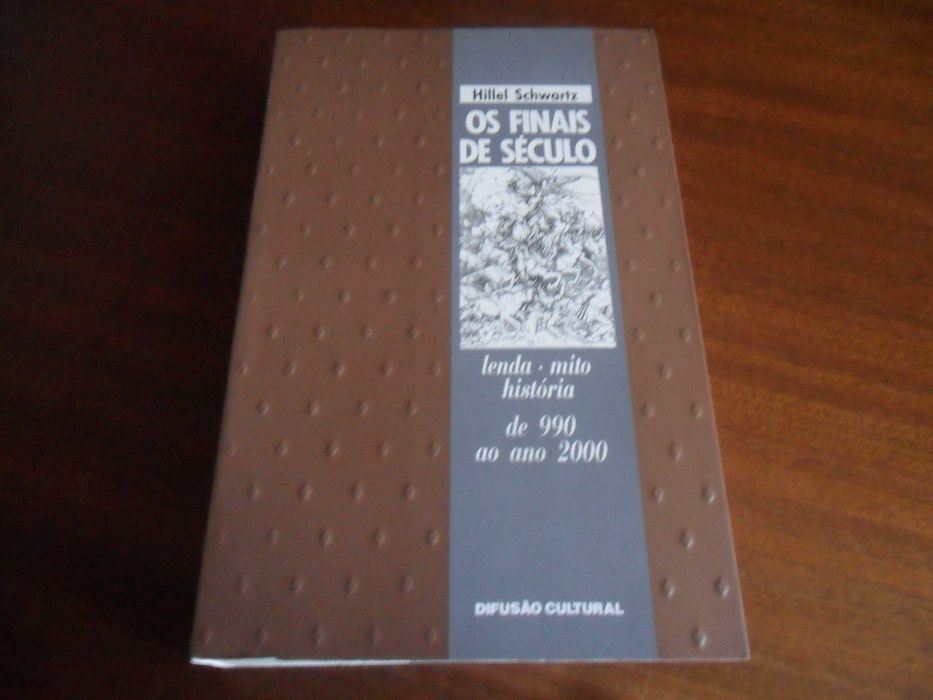 Hillel Schwartz
OS FINAIS
DE SÉCULO
lenda · mito
história
de 990
ao ano 2000
DIFUSÃO CULTURAL